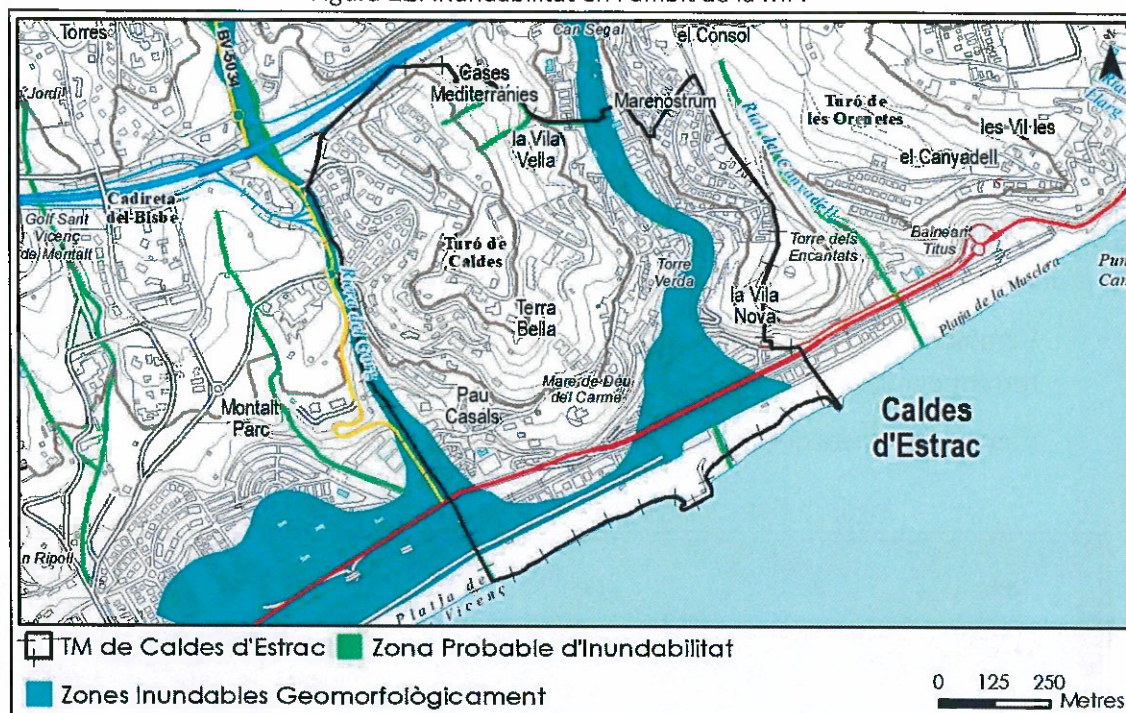 Torres
BV-5034
Can Segal
el Consol
Jordil
Cases
Mediterrànies
Marenostrum
Turó de
les Orenetes
la Vila
Vella
les Vil·les
el Canyadell
Cadireta
del Bisbe
Golf Sant
Vicenç
de Montalt
Turó de
Caldes
Torre dels
Encantats
Balneari
Titus
Torre
Verda
la Vila
Nova
Platja de la Musclera
Terra
Bella
Pau
Casals
Mare de Deu
del Carme
Montalt
Parc
Caldes
d'Estrac
n Ripoll
Platja de
Vicenç
TM de Caldes d'Estrac
Zona Probable d'Inundabilitat
Zones Inundables Geomorfològicament
0 125 250
Metres